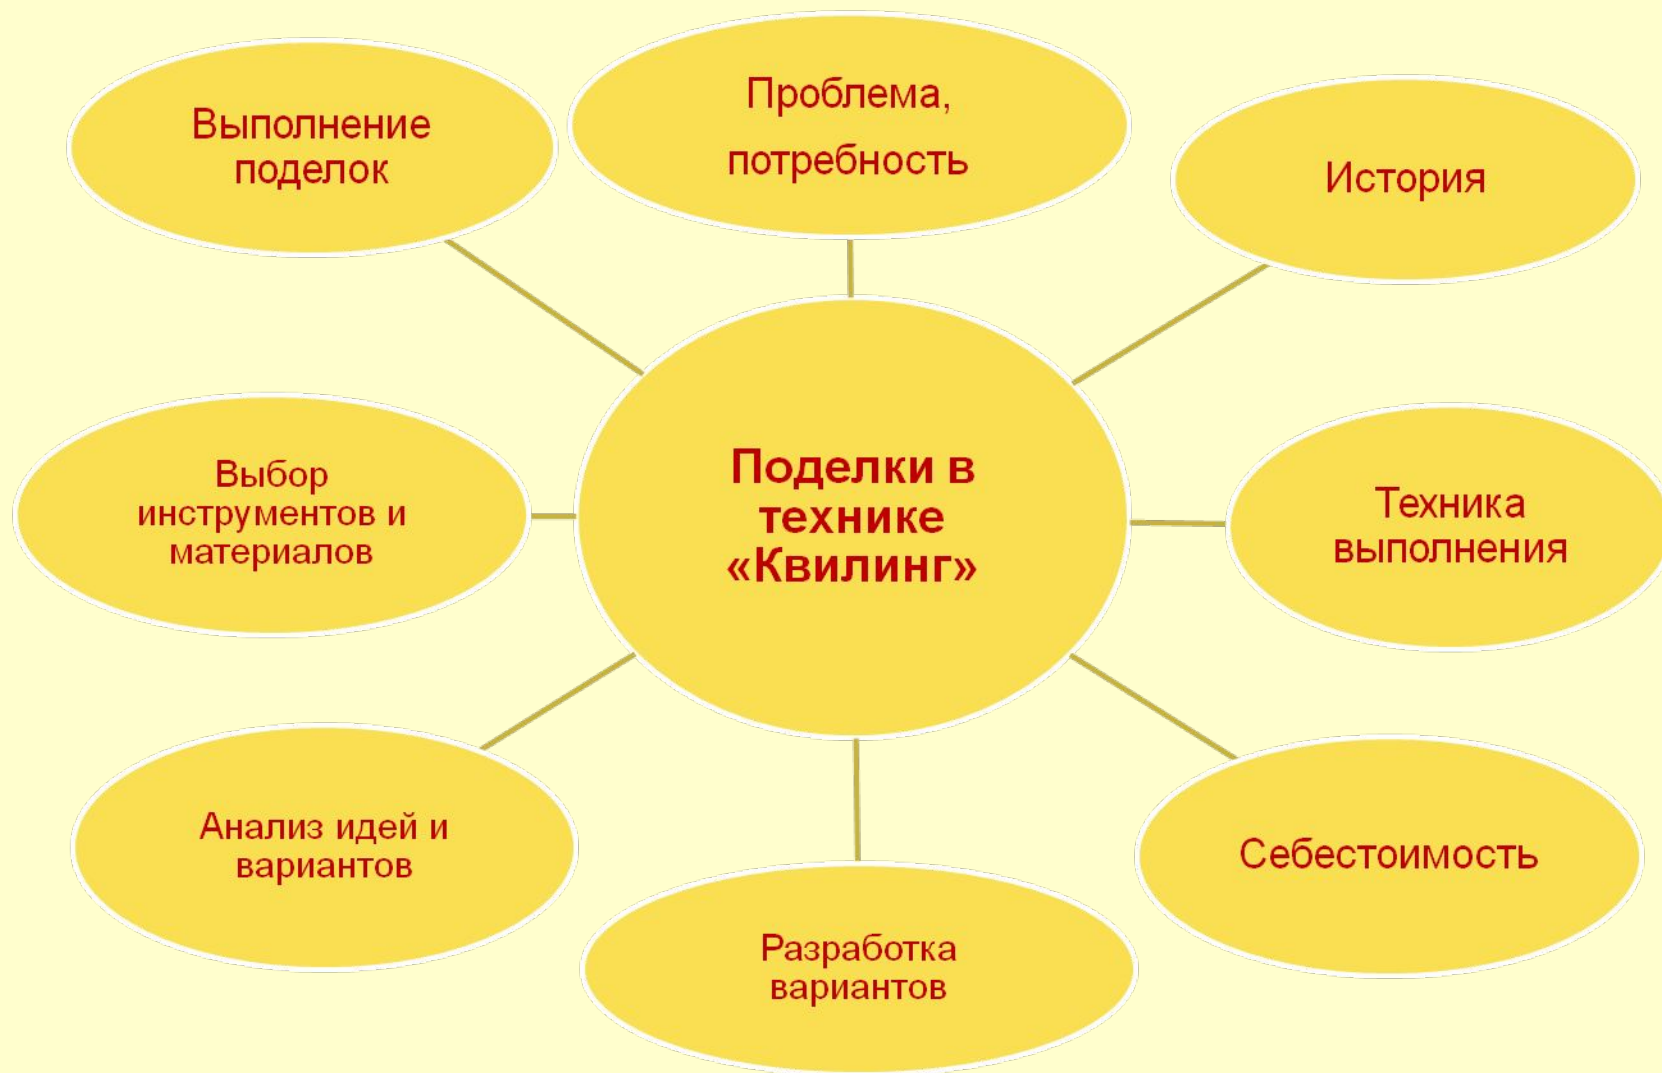 Выполнение
поделок
Проблема,
потребность
История
Выбор
инструментов и
материалов
Поделки в
технике
«Квилинг»
Техника
выполнения
Анализ идей и
вариантов
Разработка
вариантов
Себестоимость